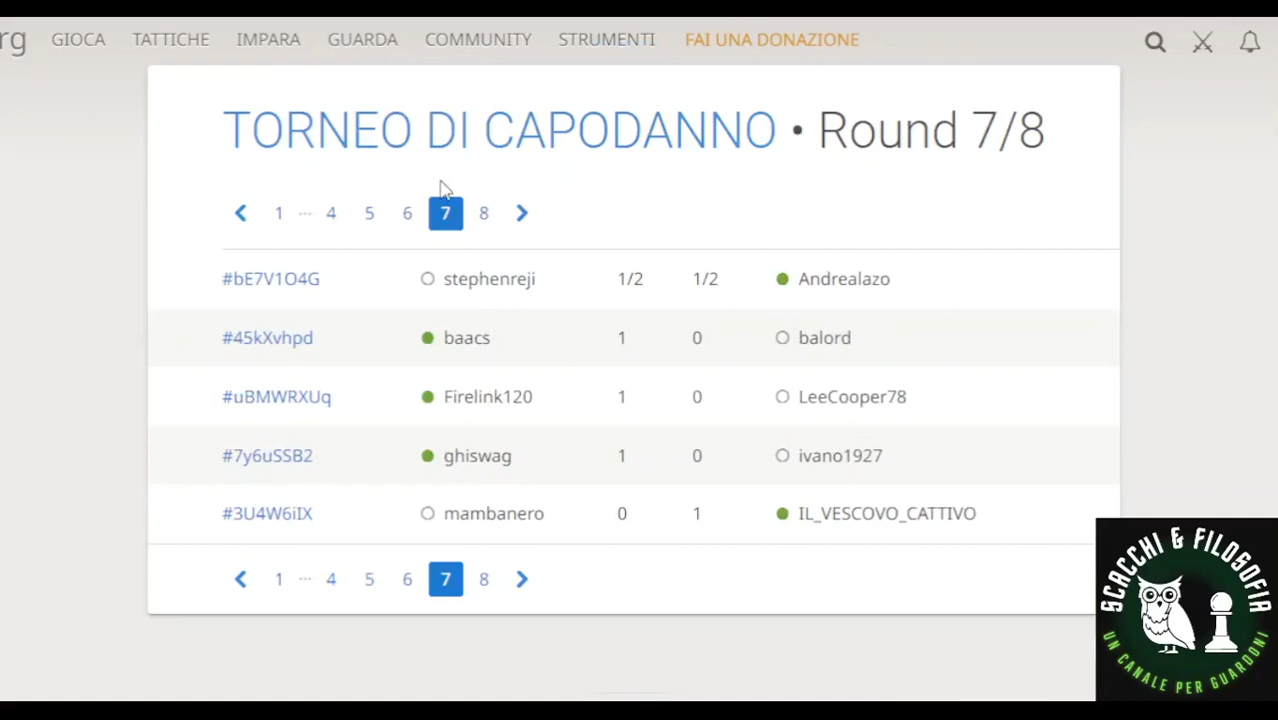 rg GIOCA TATTICHE IMPARA GUARDA COMMUNITY STRUMENTI FAI UNA DONAZIONE
TORNEO DI CAPODANNO • Round 7/8
1 ... 4 5 6 7 8
#bE7V1O4G stephenreji 1/2 1/2 Andrealazo
#45kXvhpd baacs 1 0 balord
#uBMWRXUq Firelink120 1 0 LeeCooper78
#7y6uSSB2 ghiswag 1 0 ivano1927
#3U4W6iIX mambanero 0 1 IL_VESCOVO_CATTIVO
1 ... 4 5 6 7 8
SCACCHI & FILOSOFIA
UN CANALE PER GUARDONI